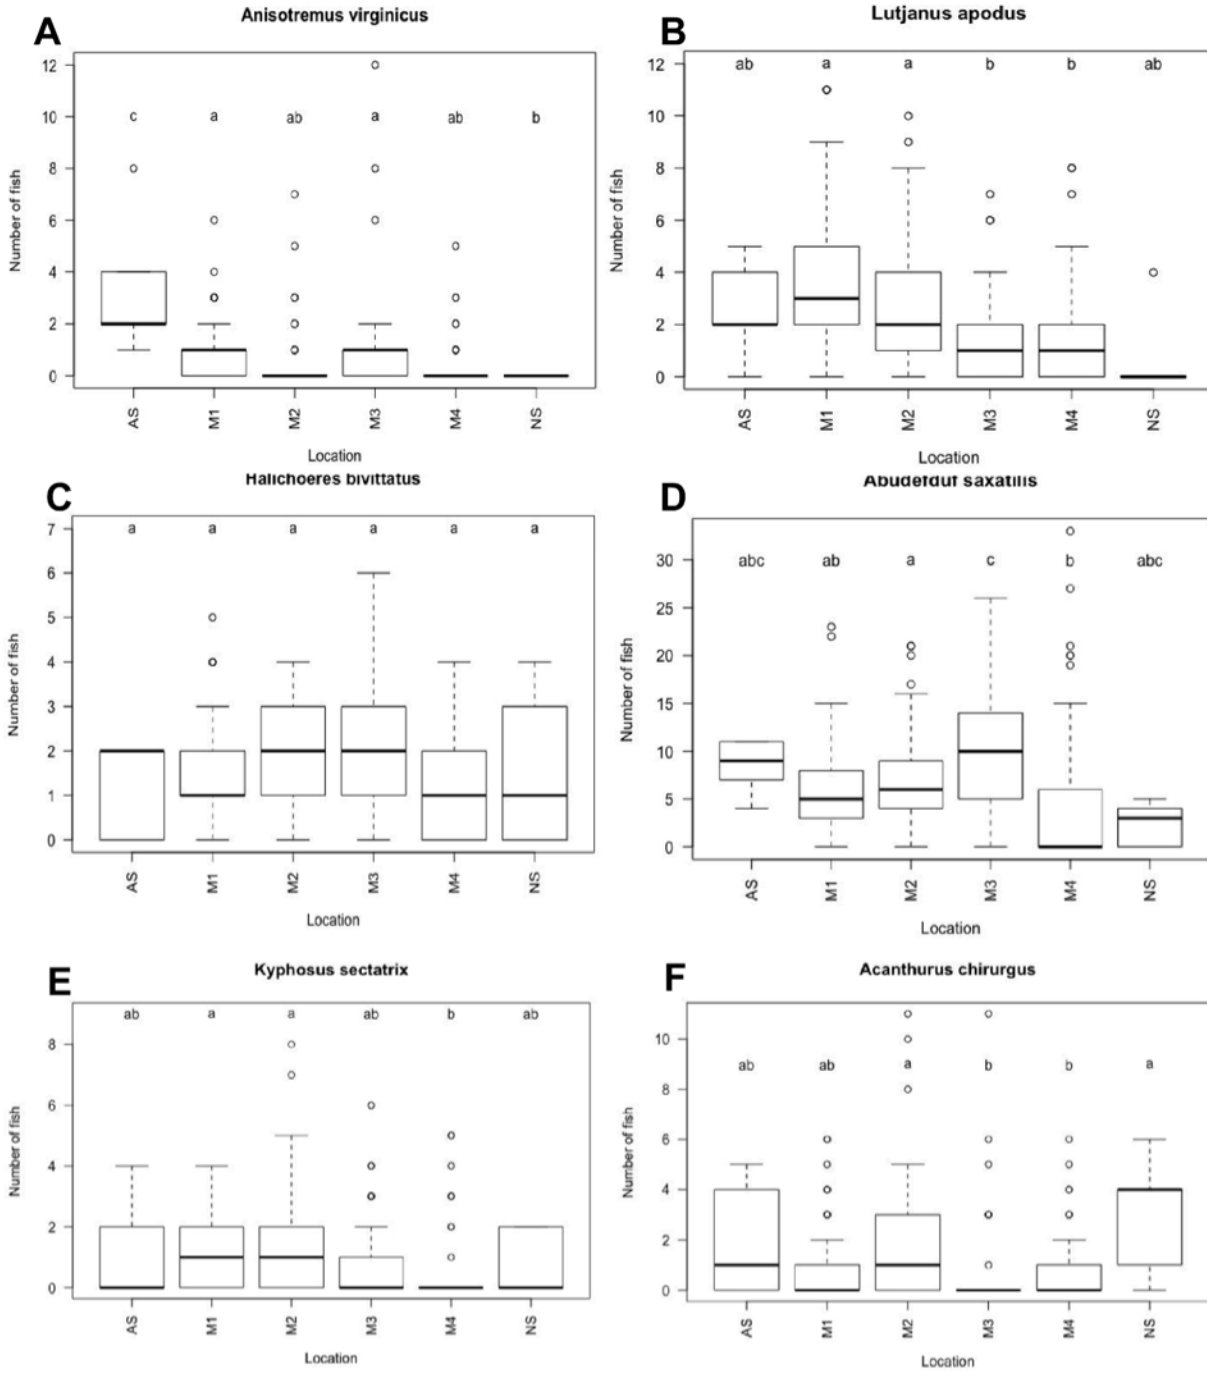 A
Anisotremus virginicus
12
10
8
6
4
2
0
Number of fish
c a ab a ab b
AS M1 M2 M3 M4 NS
Location
B
Lutjanus apodus
12
10
8
6
4
2
0
Number of fish
ab a a b b ab
AS M1 M2 M3 M4 NS
Location
C
Halichoeres bivittatus
7
6
5
4
3
2
1
0
Number of fish
a a a a a a
AS M1 M2 M3 M4 NS
Location
D
Abudefduf saxatilis
30
25
20
15
10
5
0
Number of fish
abc ab a c b abc
AS M1 M2 M3 M4 NS
Location
E
Kyphosus sectatrix
8
6
4
2
0
Number of fish
ab a a ab b ab
AS M1 M2 M3 M4 NS
Location
F
Acanthurus chirurgus
10
8
6
4
2
0
Number of fish
ab ab a b b a
AS M1 M2 M3 M4 NS
Location